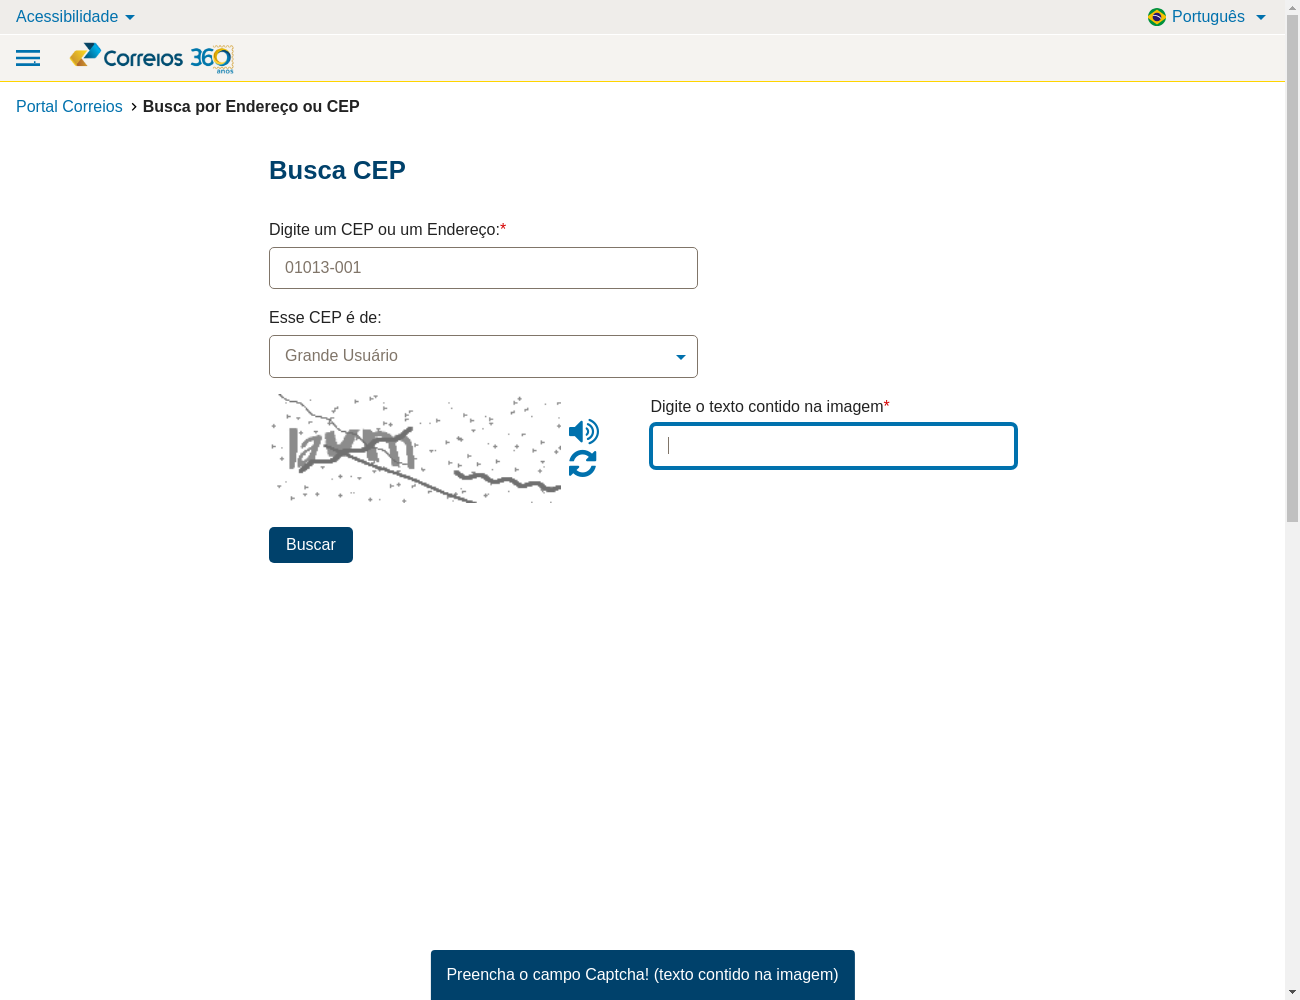 Acessibilidade
Português
Correios 360 anos
Portal Correios > Busca por Endereço ou CEP
Busca CEP
Digite um CEP ou um Endereço:*
01013-001
Esse CEP é de:
Grande Usuário
Digite o texto contido na imagem*
Buscar
Preencha o campo Captcha! (texto contido na imagem)